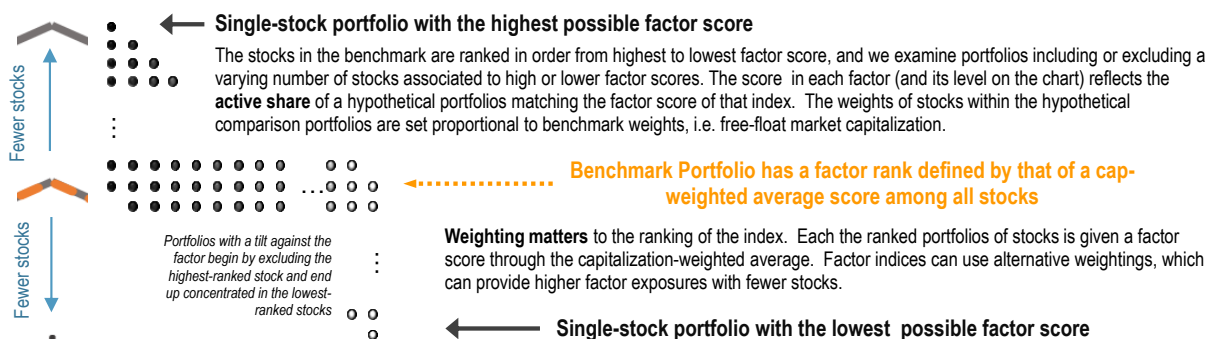 Single-stock portfolio with the highest possible factor score
The stocks in the benchmark are ranked in order from highest to lowest factor score, and we examine portfolios including or excluding a
varying number of stocks associated to high or lower factor scores. The score in each factor (and its level on the chart) reflects the
active share of a hypothetical portfolios matching the factor score of that index. The weights of stocks within the hypothetical
comparison portfolios are set proportional to benchmark weights, i.e. free-float market capitalization.
Fewer stocks
Benchmark Portfolio has a factor rank defined by that of a cap-
weighted average score among all stocks
Fewer stocks
Portfolios with a tilt against the
factor begin by excluding the
highest-ranked stock and end
up concentrated in the lowest-
ranked stocks
Weighting matters to the ranking of the index. Each the ranked portfolios of stocks is given a factor
score through the capitalization-weighted average. Factor indices can use alternative weightings, which
can provide higher factor exposures with fewer stocks.
Single-stock portfolio with the lowest possible factor score